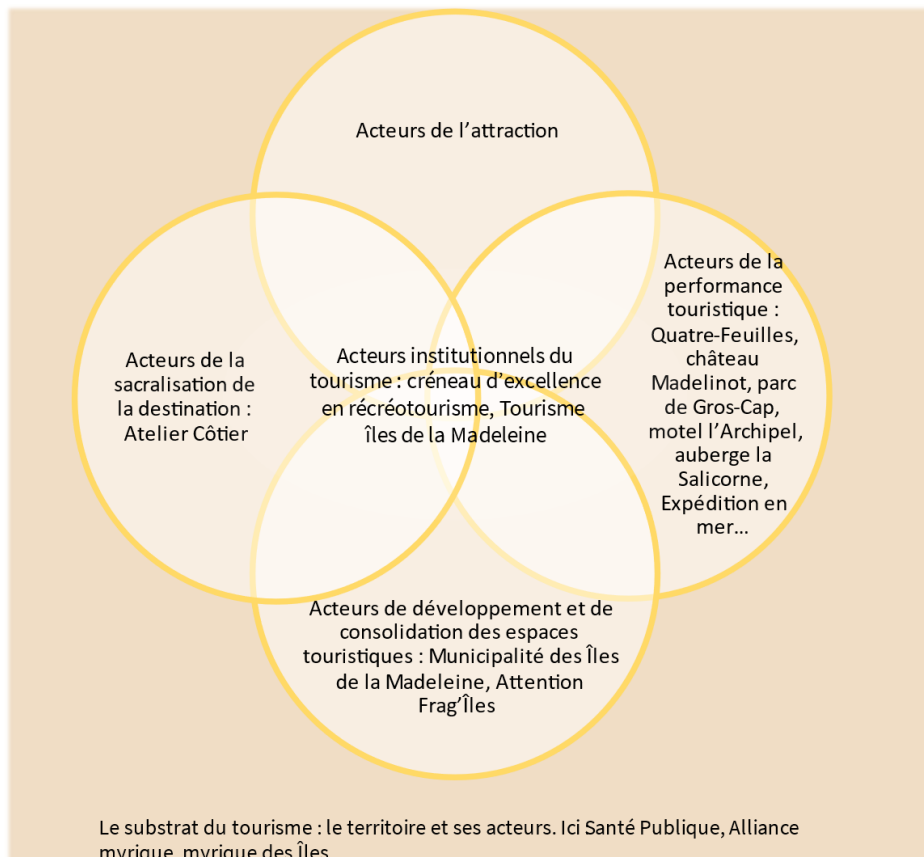 Acteurs de l’attraction
Acteurs de la
performance
touristique :
Quatre-Feuilles,
château
Madelinot, parc
de Gros-Cap,
motel l’Archipel,
auberge la
Salicorne,
Expédition en
mer...
Acteurs de la
sacralisation de
la destination :
Atelier Côtier
Acteurs institutionnels du
tourisme : créneau d’excellence
en récréotourisme, Tourisme
îles de la Madeleine
Acteurs de développement et de
consolidation des espaces
touristiques : Municipalité des Îles
de la Madeleine, Attention
Frag’Îles
Le substrat du tourisme : le territoire et ses acteurs. Ici Santé Publique, Alliance
myrique, myrique des Îles